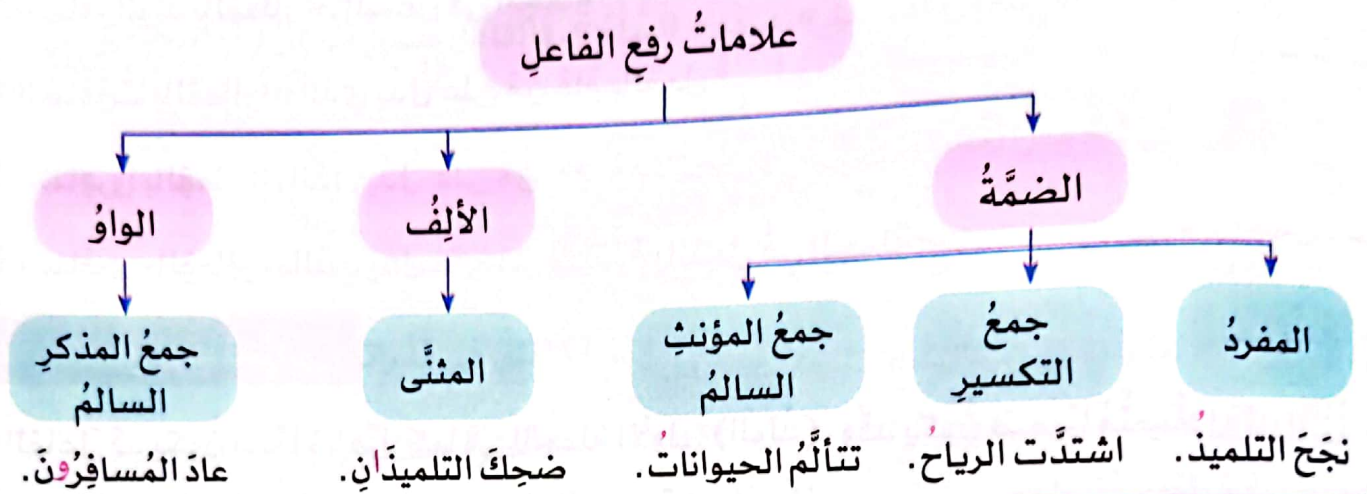 علاماتُ رفعِ الفاعلِ
الضمَّةُ
الألِفُ
الواوُ
المفردُ
جمعُ
التكسيرِ
جمعُ المؤنثِ
السالمُ
المثنَّى
جمعُ المذكرِ
السالمُ
نجَحَ التلميذُ.
اشتدَّت الرياحُ.
تتألَّمُ الحيواناتُ.
ضحِكَ التلميذَانِ.
عادَ المُسافِرُونَ.